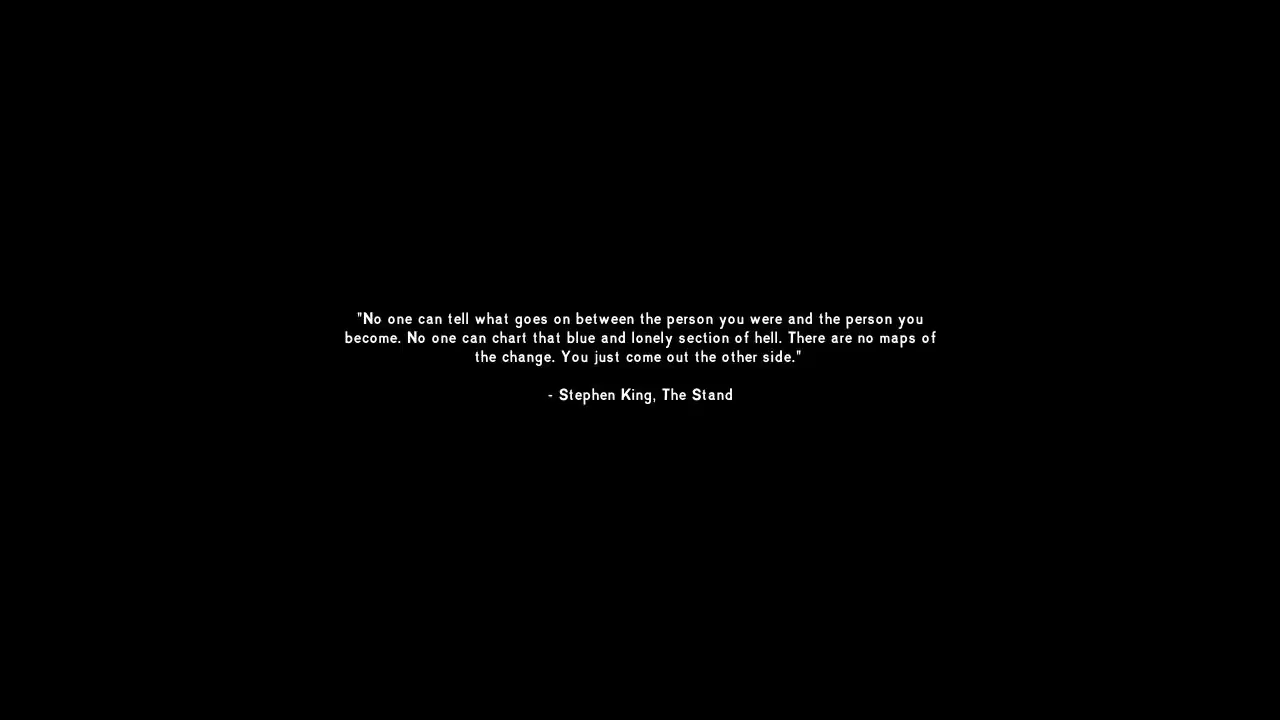 "No one can tell what goes on between the person you were and the person you
become. No one can chart that blue and lonely section of hell. There are no maps of
the change. You just come out the other side."
- Stephen King, The Stand